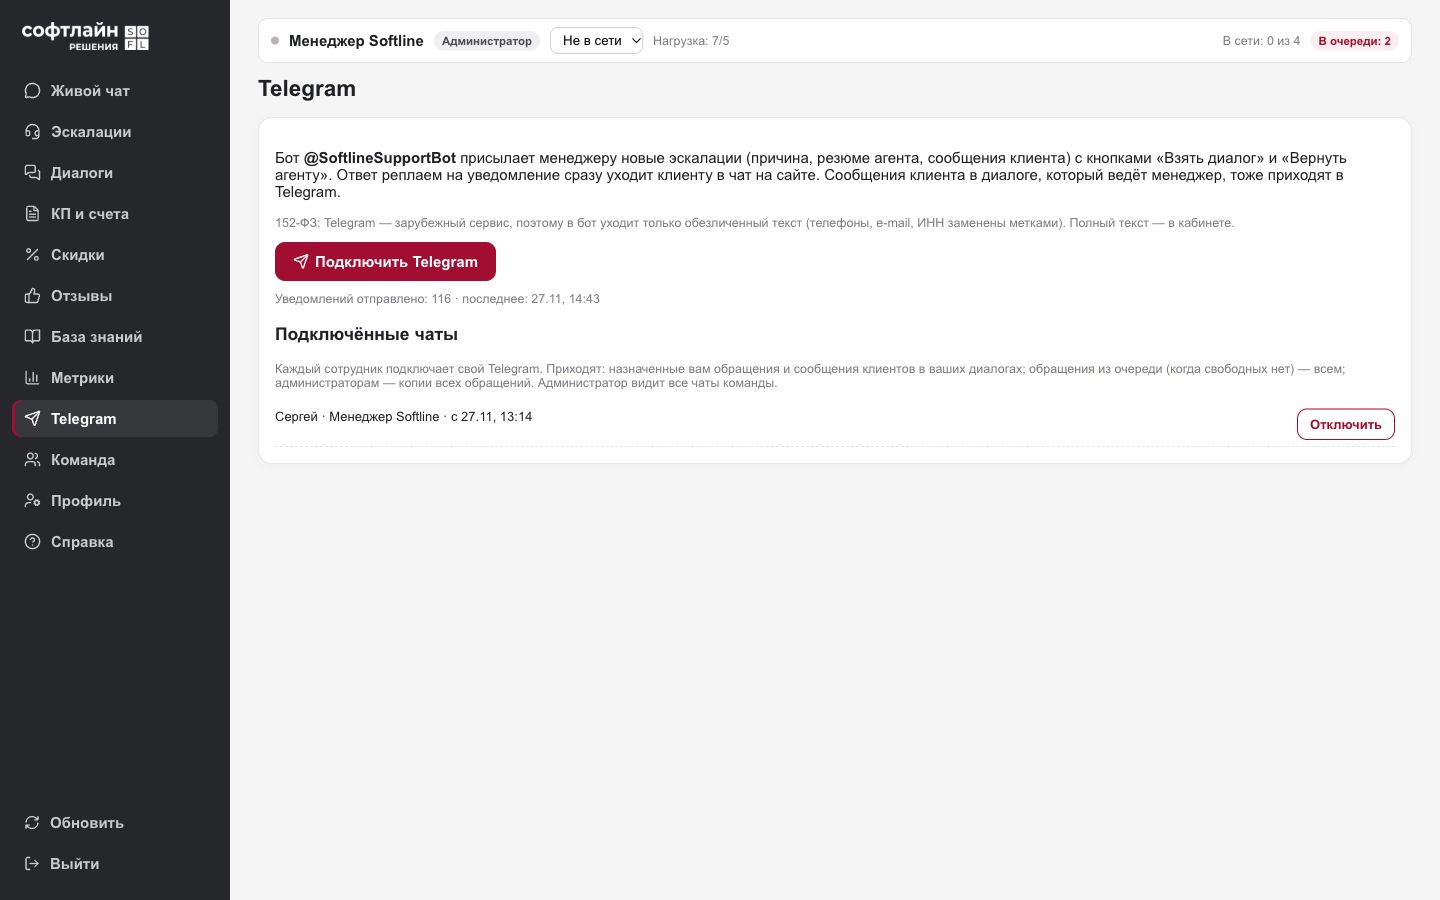 софтлайн
РЕШЕНИЯ
SO
FL
Живой чат
Эскалации
Диалоги
КП и счета
Скидки
Отзывы
База знаний
Метрики
Telegram
Команда
Профиль
Справка
Обновить
Выйти
Менеджер Softline Администратор Не в сети Нагрузка: 7/5 В сети: 0 из 4 В очереди: 2
Telegram
Бот @SoftlineSupportBot присылает менеджеру новые эскалации (причина, резюме агента, сообщения клиента) с кнопками «Взять диалог» и «Вернуть
агенту». Ответ реплаем на уведомление сразу уходит клиенту в чат на сайте. Сообщения клиента в диалоге, который ведёт менеджер, тоже приходят в
Telegram.
152-ФЗ: Telegram — зарубежный сервис, поэтому в бот уходит только обезличенный текст (телефоны, e-mail, ИНН заменены метками). Полный текст — в кабинете.
Подключить Telegram
Уведомлений отправлено: 116 · последнее: 27.11, 14:43
Подключённые чаты
Каждый сотрудник подключает свой Telegram. Приходят: назначенные вам обращения и сообщения клиентов в ваших диалогах; обращения из очереди (когда свободных нет) — всем;
администраторам — копии всех обращений. Администратор видит все чаты команды.
Сергей · Менеджер Softline · с 27.11, 13:14
Отключить